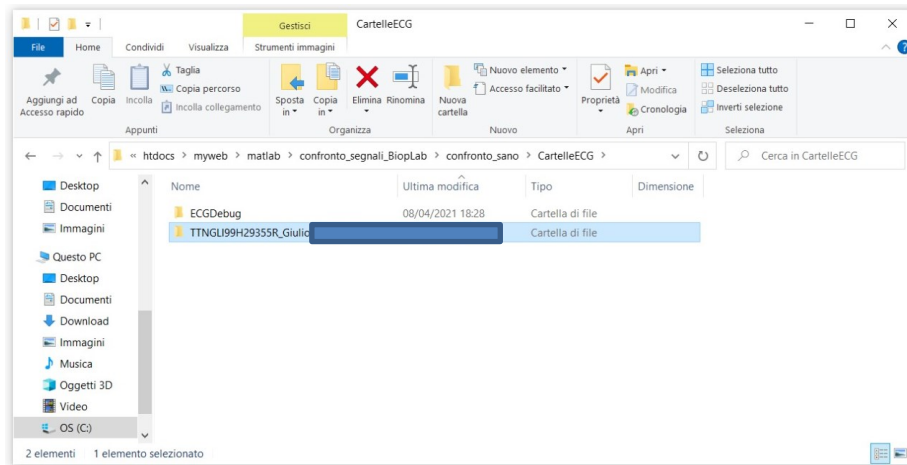 Gestisci CartelleECG
File Home Condividi Visualizza Strumenti immagini
Aggiungi ad Accesso rapido
Copia
Incolla
Taglia
Copia percorso
Incolla collegamento
Sposta in
Copia in
Elimina
Rinomina
Nuova cartella
Nuovo elemento
Accesso facilitato
Proprietà
Apri
Modifica
Cronologia
Seleziona tutto
Deseleziona tutto
Inverti selezione
Appunti Organizza Nuovo Apri Seleziona
« htdocs > myweb > matlab > confronto_segnali_BiopLab > confronto_sano > CartelleECG >
Cerca in CartelleECG
Nome Ultima modifica Tipo Dimensione
ECGDebug 08/04/2021 18:28 Cartella di file
TTNGLI99H29355R_Giulio Cartella di file
Desktop
Documenti
Immagini
Questo PC
Desktop
Documenti
Download
Immagini
Musica
Oggetti 3D
Video
OS (C:)
2 elementi 1 elemento selezionato